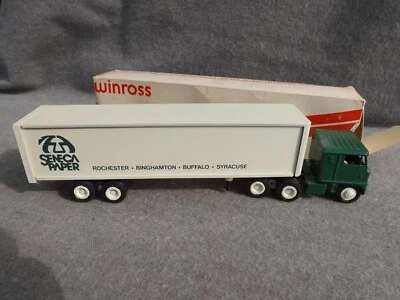 winross
SENECA
PAPER
ROCHESTER • BINGHAMTON • BUFFALO • SYRACUSE